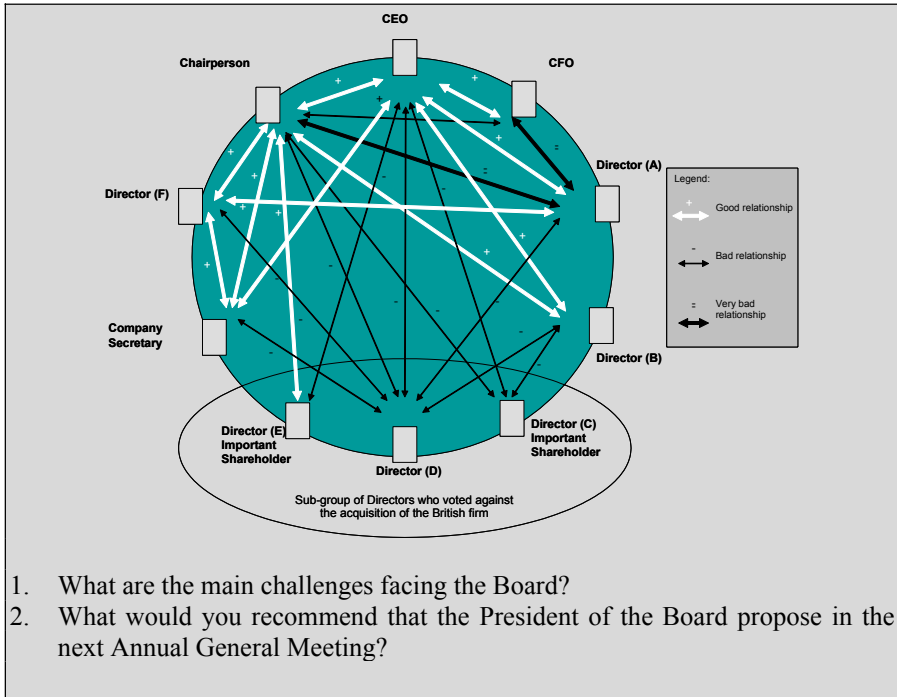 CEO
Chairperson
CFO
Director (A)
Legend:
+
Good relationship
-
Bad relationship
=
Very bad
relationship
Director (F)
Company
Secretary
Director (B)
Director (E)
Important
Shareholder
Director (D)
Director (C)
Important
Shareholder
Sub-group of Directors who voted against
the acquisition of the British firm
1. What are the main challenges facing the Board?
2. What would you recommend that the President of the Board propose in the
next Annual General Meeting?